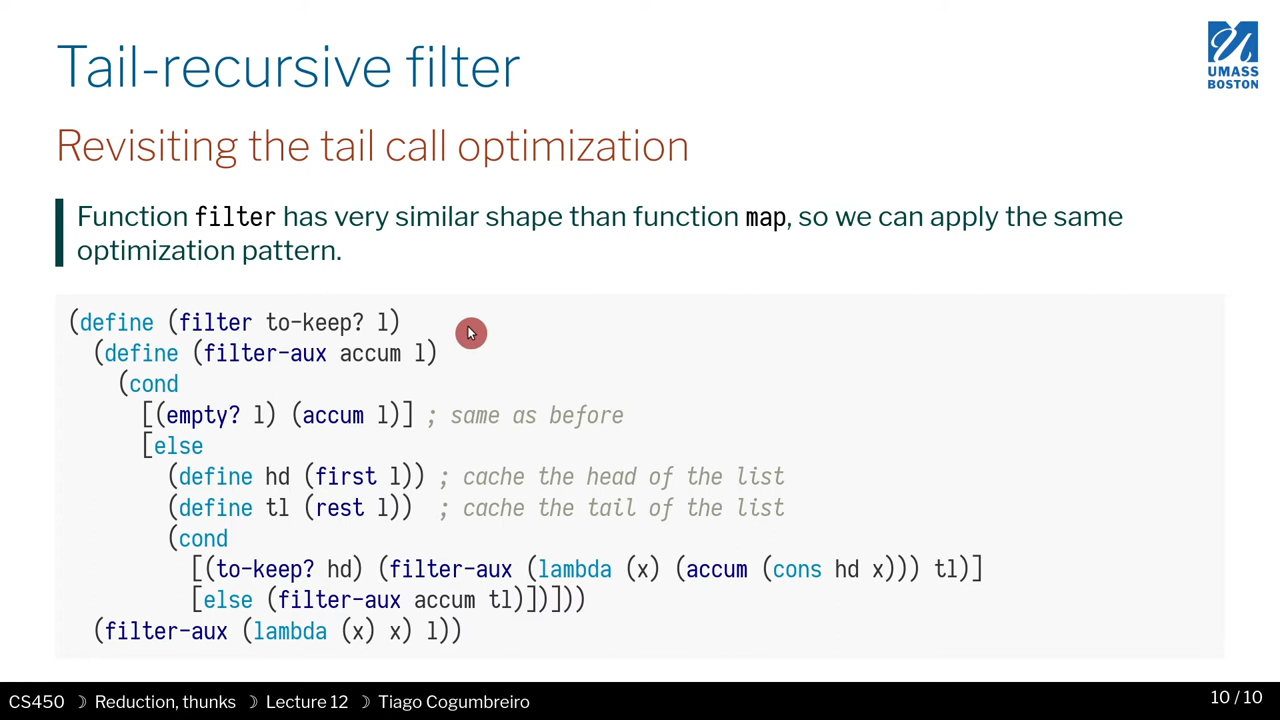 Tail-recursive filter
UMASS
BOSTON
Revisiting the tail call optimization
Function filter has very similar shape than function map, so we can apply the same
optimization pattern.
(define (filter to-keep? l)
  (define (filter-aux accum l)
    (cond
      [(empty? l) (accum l)] ; same as before
      [else
        (define hd (first l)) ; cache the head of the list
        (define tl (rest l))  ; cache the tail of the list
        (cond
          [(to-keep? hd) (filter-aux (lambda (x) (accum (cons hd x))) tl)]
          [else (filter-aux accum tl)])]))
  (filter-aux (lambda (x) x) l))
CS450 ☽ Reduction, thunks ☽ Lecture 12 ☽ Tiago Cogumbreiro
10 / 10